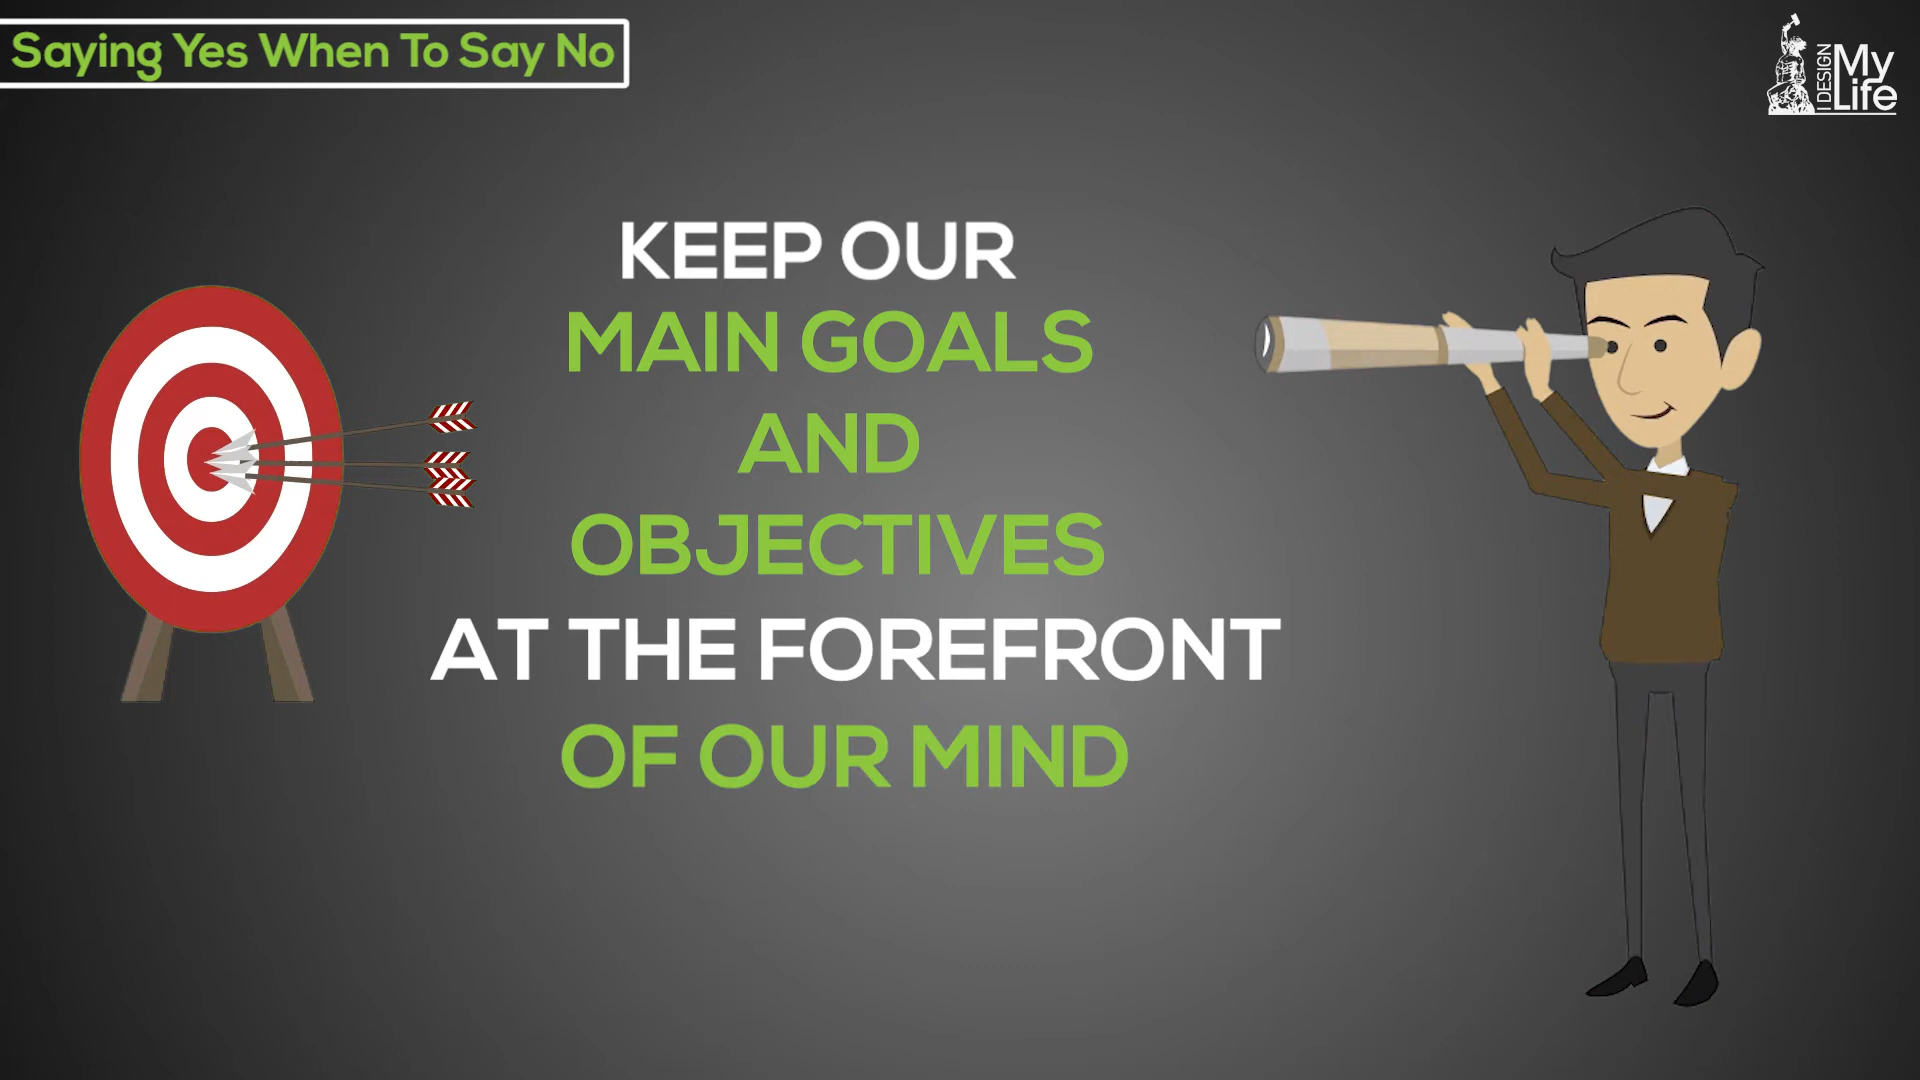 Saying Yes When To Say No
I DESIGN
My
Life
KEEP OUR
MAIN GOALS
AND
OBJECTIVES
AT THE FOREFRONT
OF OUR MIND